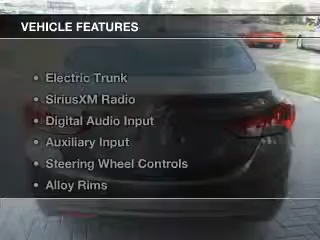 VEHICLE FEATURES
• Electric Trunk
• SiriusXM Radio
• Digital Audio Input
• Auxiliary Input
• Steering Wheel Controls
• Alloy Rims